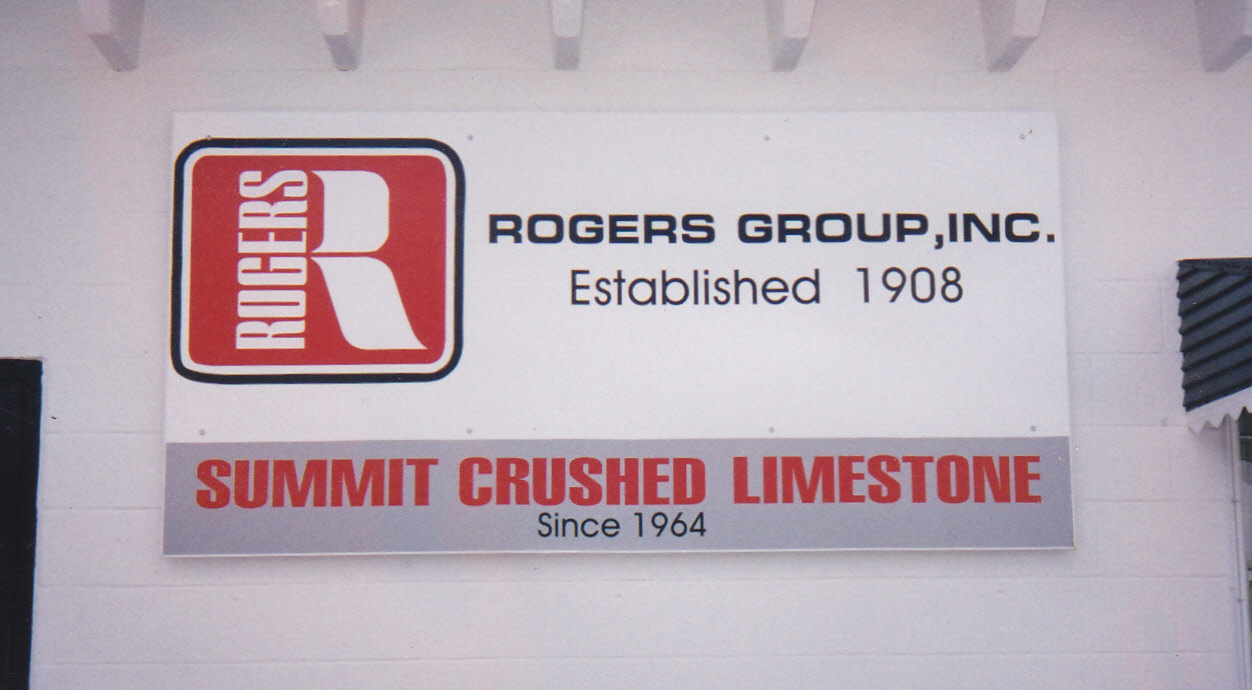 ROGERS
ROGERS GROUP,INC.
Established 1908
SUMMIT CRUSHED LIMESTONE
Since 1964